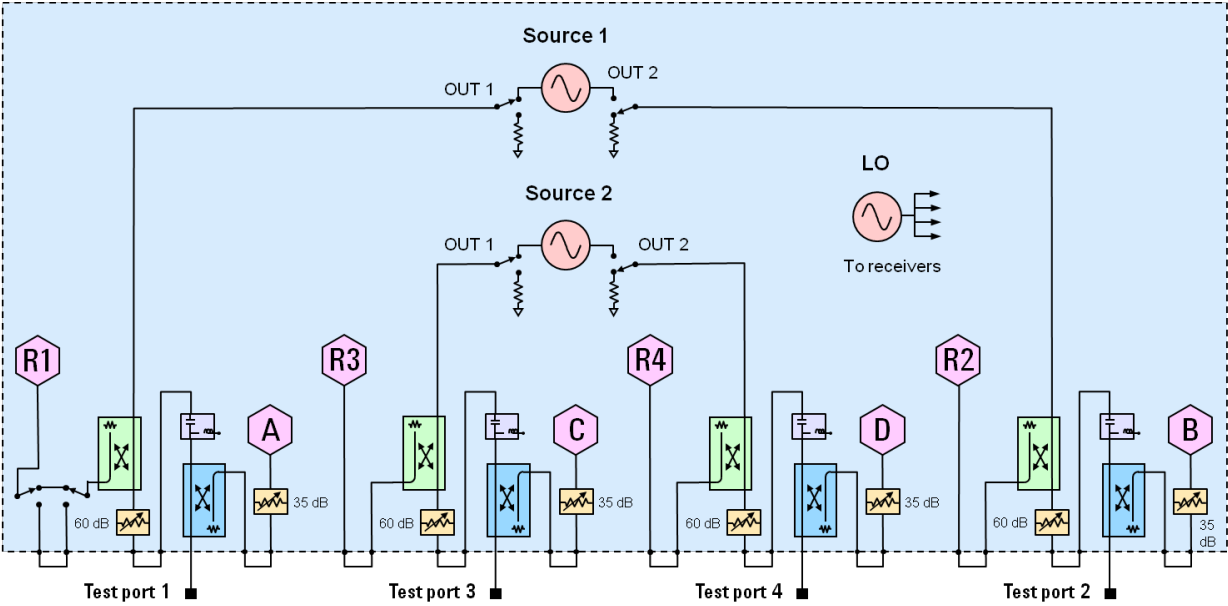 Source 1
OUT 1
OUT 2
Source 2
OUT 1
OUT 2
LO
To receivers
R1
R3
R4
R2
A
C
D
B
60 dB
35 dB
60 dB
35 dB
60 dB
35 dB
60 dB
35
dB
Test port 1
Test port 3
Test port 4
Test port 2